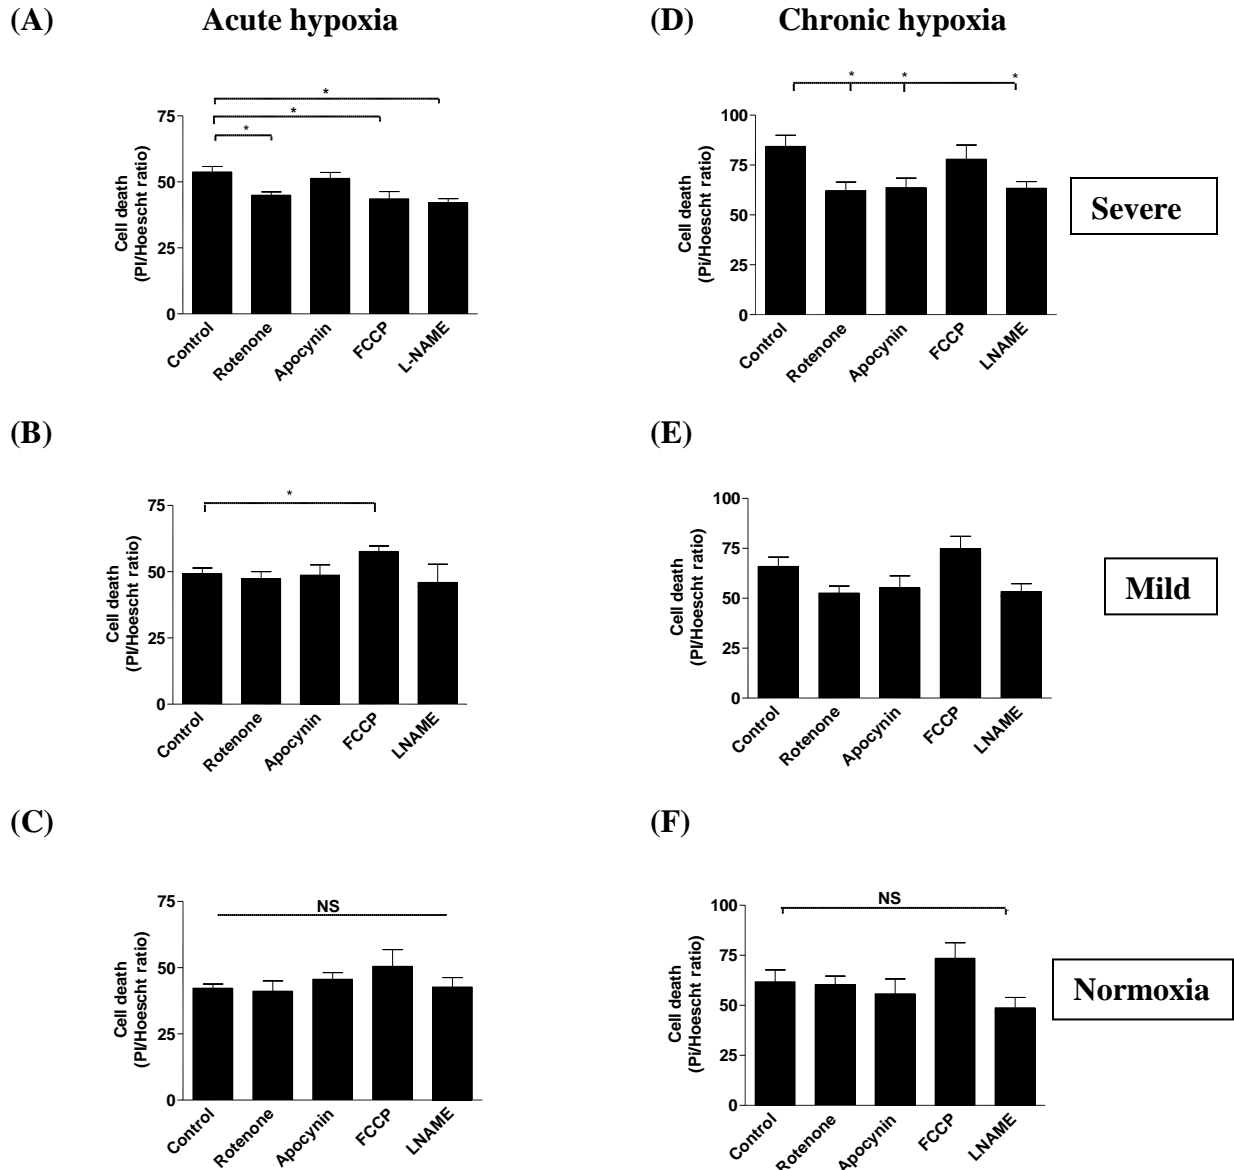 (A) Acute hypoxia
(D) Chronic hypoxia
*
*
*
75
50
25
0
Cell death
(PI/Hoescht ratio)
Control
Rotenone
Apocynin
FCCP
L-NAME
* * *
100
75
50
25
0
Cell death
(Pi/Hoescht ratio)
Control
Rotenone
Apocynin
FCCP
LNAME
Severe
(B)
*
75
50
25
0
Cell death
(PI/Hoescht ratio)
Control
Rotenone
Apocynin
FCCP
LNAME
(E)
100
75
50
25
0
Cell death
(PI/Hoescht ratio)
Control
Rotenone
Apocynin
FCCP
LNAME
Mild
(C)
NS
75
50
25
0
Cell death
(PI/Hoescht ratio)
Control
Rotenone
Apocynin
FCCP
LNAME
(F)
NS
100
75
50
25
0
Cell death
(Pi/Hoescht ratio)
Control
Rotenone
Apocynin
FCCP
LNAME
Normoxia